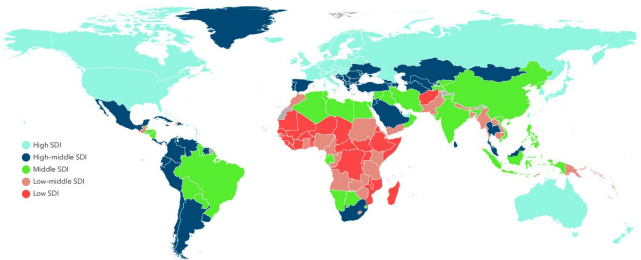 High SDI
High-middle SDI
Middle SDI
Low-middle SDI
Low SDI